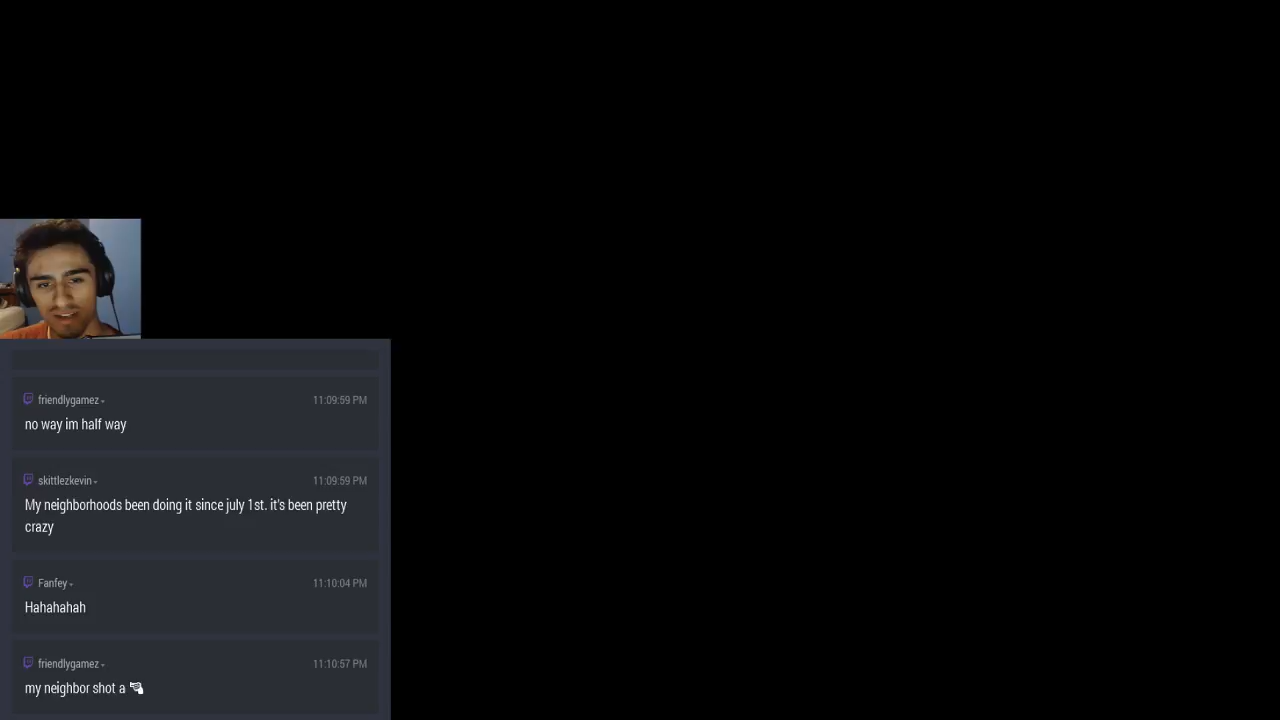 friendlygamez
11:09:59 PM
no way im half way
skittlezkevin
11:09:59 PM
My neighborhoods been doing it since july 1st. it's been pretty
crazy
Fanfey
11:10:04 PM
Hahahahah
friendlygamez
11:10:57 PM
my neighbor shot a 🔫